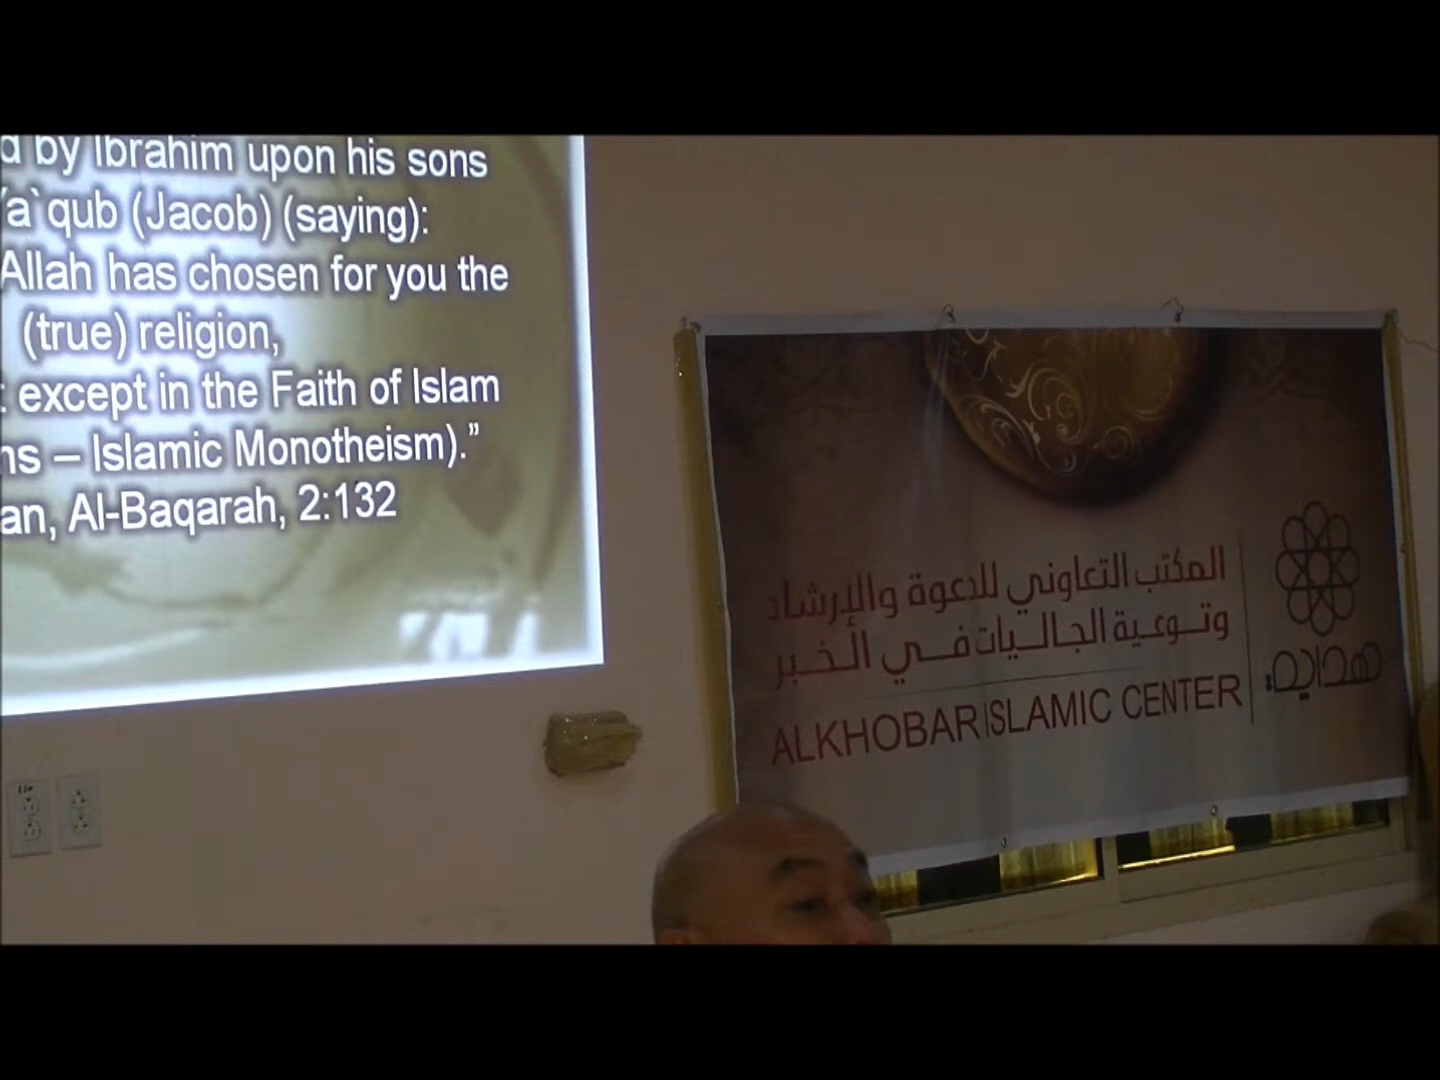 d by Ibrahim upon his sons
Ya`qub (Jacob) (saying):
Allah has chosen for you the
(true) religion,
t except in the Faith of Islam
ns – Islamic Monotheism).”
an, Al-Baqarah, 2:132
المكتب التعاوني للدعوة والإرشاد
وتوعية الجاليات في الخبر
ALKHOBAR ISLAMIC CENTER
هداية